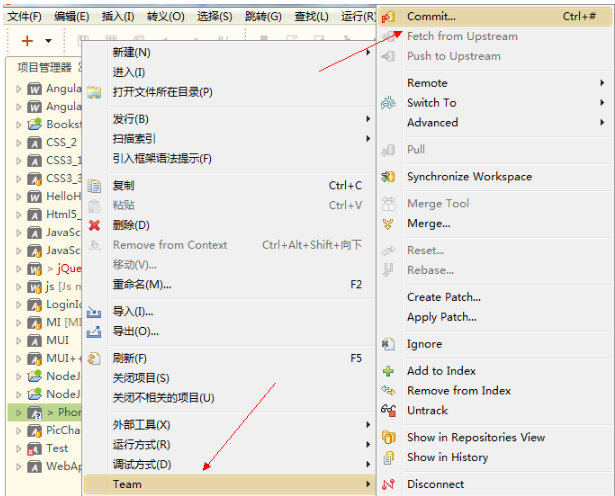 文件(F) 编辑(E) 插入(I) 转义(O) 选择(S) 跳转(G) 查找(L) 运行(R)
项目管理器
Angula
Angula
Bookst
CSS_2
CSS3_1
CSS3_3
HelloH
Html5_
JavaSc
JavaSc
> jQue
js [Js m
LoginIc
MI [MI
MUI
MUI++
NodeJ
NodeJ
> Phor
PicCha
Test
WebAp
新建(N)
进入(I)
打开文件所在目录(P)
发行(B)
扫描索引
引入框架语法提示(F)
复制 Ctrl+C
粘贴 Ctrl+V
删除(D)
Remove from Context Ctrl+Alt+Shift+向下
移动(V)...
重命名(M)... F2
导入(I)...
导出(O)...
刷新(F) F5
关闭项目(S)
关闭不相关的项目(U)
外部工具(X)
运行方式(R)
调试方式(D)
Team
Commit... Ctrl+#
Fetch from Upstream
Push to Upstream
Remote
Switch To
Advanced
Pull
Synchronize Workspace
Merge Tool
Merge...
Reset...
Rebase...
Create Patch...
Apply Patch...
Ignore
Add to Index
Remove from Index
Untrack
Show in Repositories View
Show in History
Disconnect